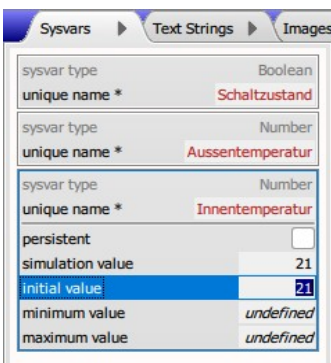 Sysvars Text Strings Images
sysvar type Boolean
unique name * Schaltzustand
sysvar type Number
unique name * Aussentemperatur
sysvar type Number
unique name * Innentemperatur
persistent
simulation value 21
initial value 21
minimum value undefined
maximum value undefined